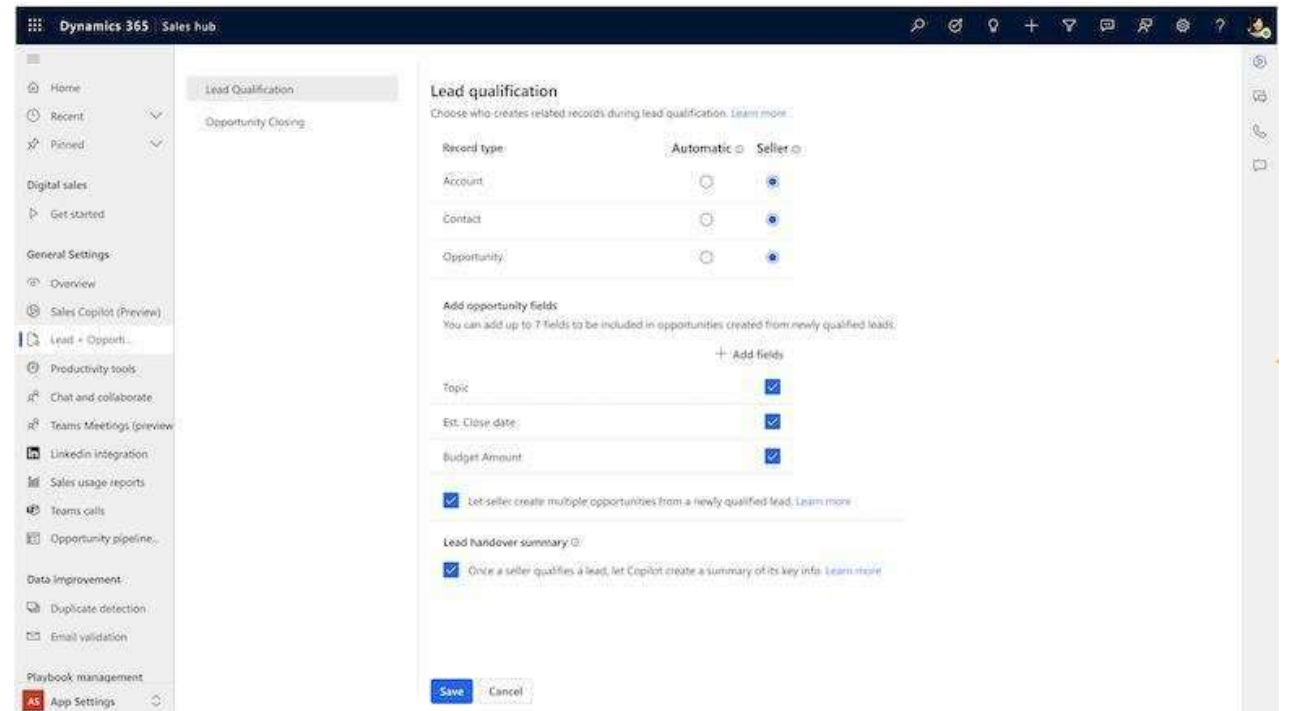 Dynamics 365 Sales hub
Home
Recent
Pinned
Digital sales
Get started
General Settings
Overview
Sales Copilot (Preview)
Lead + Opporti...
Productivity tools
Chat and collaborate
Teams Meetings (preview
Linkedin integration
Sales usage reports
Teams calls
Opportunity pipeline...
Data improvement
Duplicate detection
Email validation
Playbook management
AS App Settings
Lead Qualification
Opportunity Closing
Lead qualification
Choose who creates related records during lead qualification. Learn more
Record type Automatic Seller
Account
Contact
Opportunity
Add opportunity fields
You can add up to 7 fields to be included in opportunities created from newly qualified leads.
+ Add fields
Topic
Est. Close date
Budget Amount
Let seller create multiple opportunities from a newly qualified lead. Learn more
Lead handover summary
Once a seller qualifies a lead, let Copilot create a summary of its key info. Learn more
Save Cancel